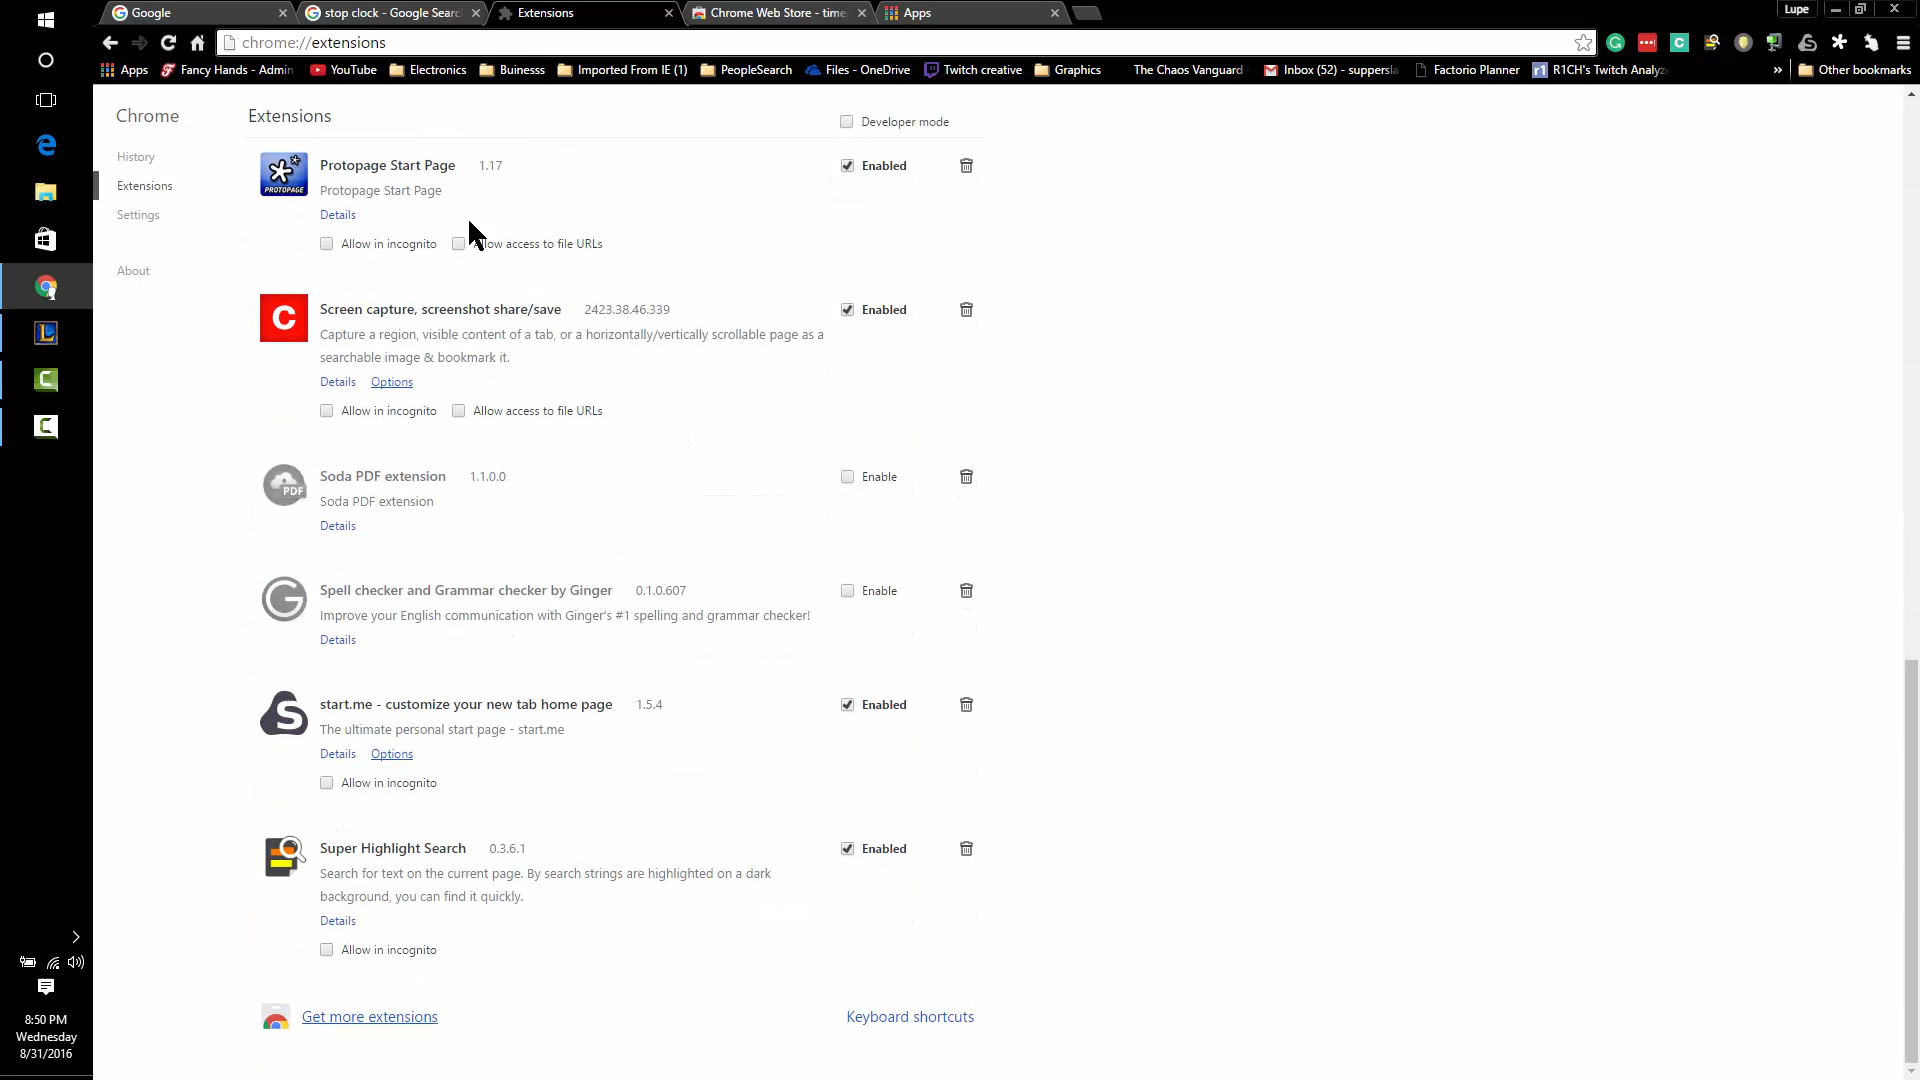 Google
stop clock - Google Searc
Extensions
Chrome Web Store - time
Apps
Lupe
chrome://extensions
Apps
Fancy Hands - Admin
YouTube
Electronics
Buinesss
Imported From IE (1)
PeopleSearch
Files - OneDrive
Twitch creative
Graphics
The Chaos Vanguard
Inbox (52) - suppersla
Factorio Planner
R1CH's Twitch Analyz
»
Other bookmarks
Chrome
History
Extensions
Settings
About
Extensions
Developer mode
PROTOPAGE
Protopage Start Page 1.17
Enabled
Protopage Start Page
Details
Allow in incognito
low access to file URLs
C
Screen capture, screenshot share/save 2423.38.46.339
Enabled
Capture a region, visible content of a tab, or a horizontally/vertically scrollable page as a
searchable image & bookmark it.
Details Options
Allow in incognito
Allow access to file URLs
PDF
Soda PDF extension 1.1.0.0
Enable
Soda PDF extension
Details
Spell checker and Grammar checker by Ginger 0.1.0.607
Enable
Improve your English communication with Ginger's #1 spelling and grammar checker!
Details
start.me - customize your new tab home page 1.5.4
Enabled
The ultimate personal start page - start.me
Details Options
Allow in incognito
Super Highlight Search 0.3.6.1
Enabled
Search for text on the current page. By search strings are highlighted on a dark
background, you can find it quickly.
Details
Allow in incognito
Get more extensions
Keyboard shortcuts
8:50 PM
Wednesday
8/31/2016